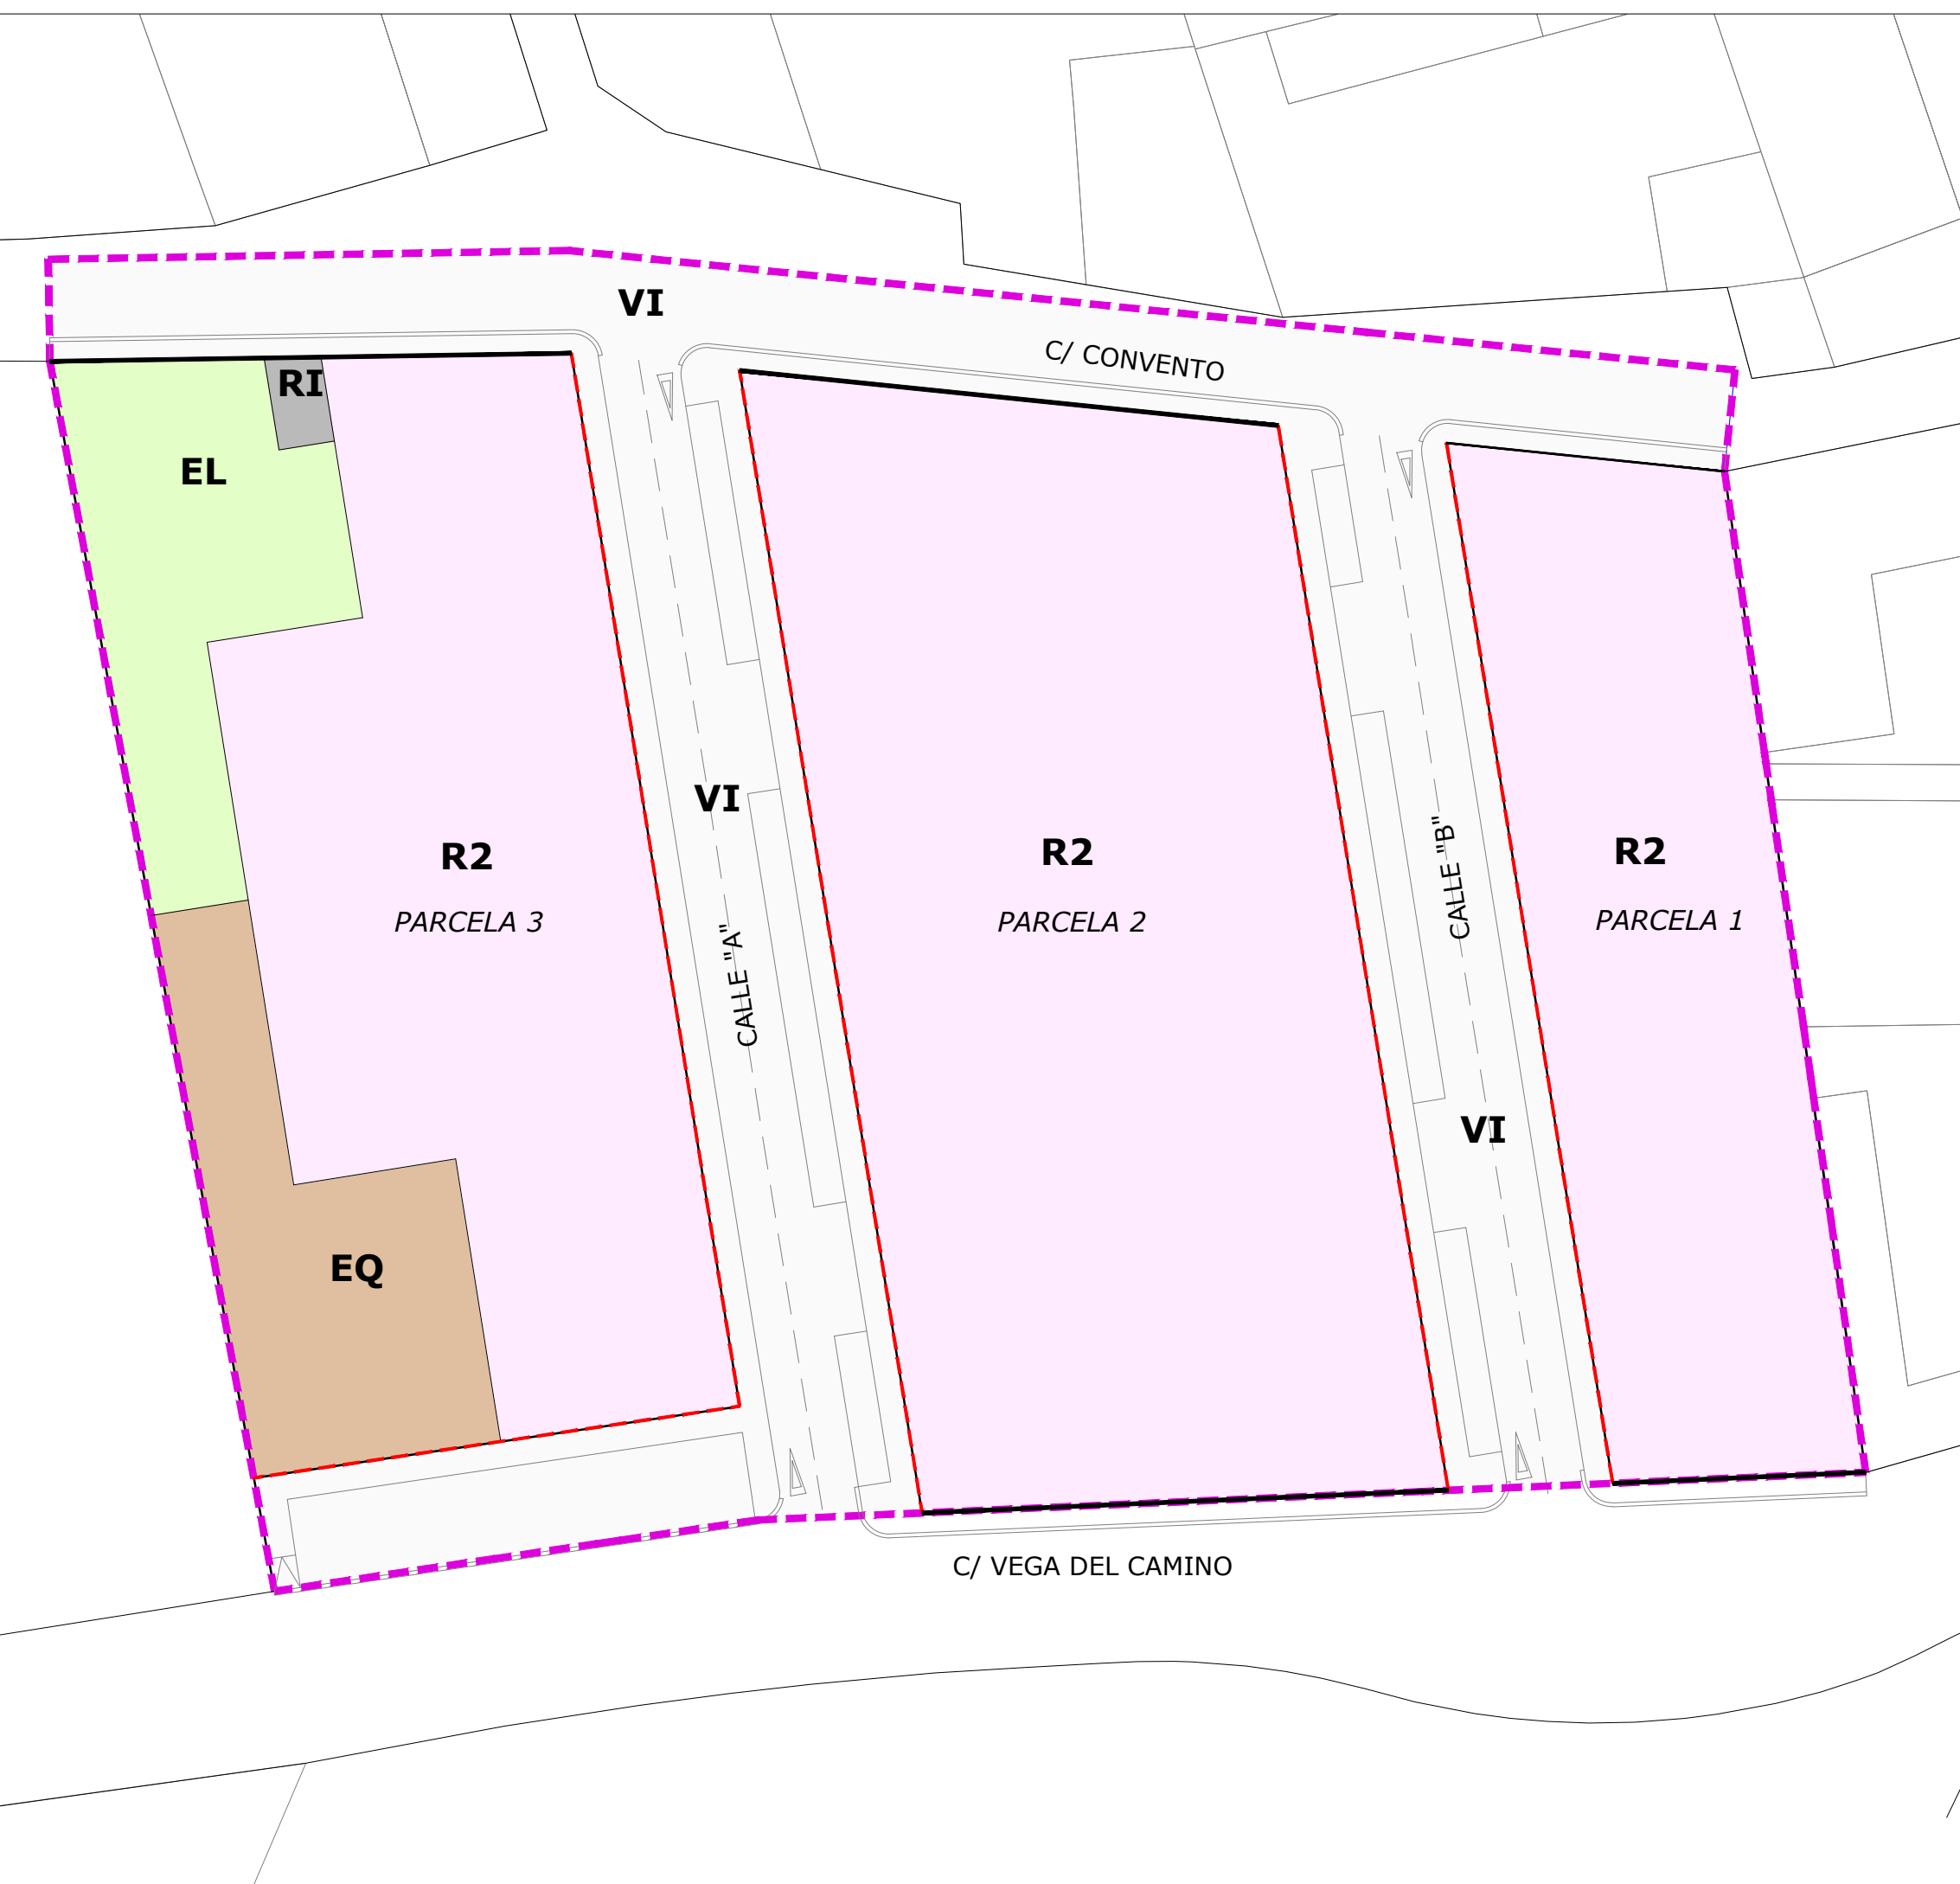 VI
C/ CONVENTO
RI
EL
VI
R2
PARCELA 3
R2
PARCELA 2
R2
PARCELA 1
CALLE "A"
CALLE "B"
VI
EQ
C/ VEGA DEL CAMINO